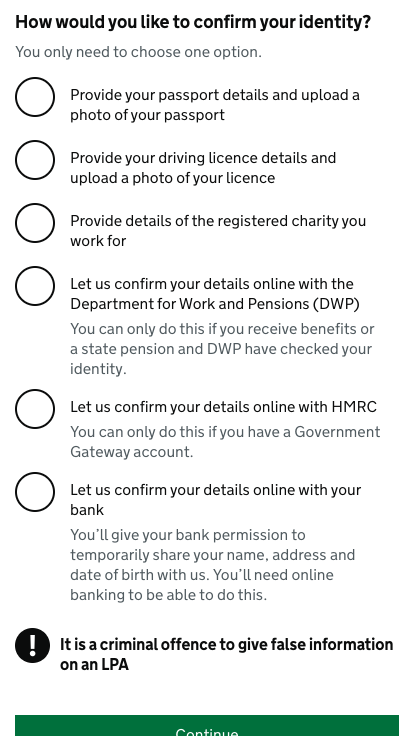 How would you like to confirm your identity?
You only need to choose one option.
Provide your passport details and upload a
photo of your passport
Provide your driving licence details and
upload a photo of your licence
Provide details of the registered charity you
work for
Let us confirm your details online with the
Department for Work and Pensions (DWP)
You can only do this if you receive benefits or
a state pension and DWP have checked your
identity.
Let us confirm your details online with HMRC
You can only do this if you have a Government
Gateway account.
Let us confirm your details online with your
bank
You’ll give your bank permission to
temporarily share your name, address and
date of birth with us. You’ll need online
banking to be able to do this.
! It is a criminal offence to give false information
on an LPA
Continue